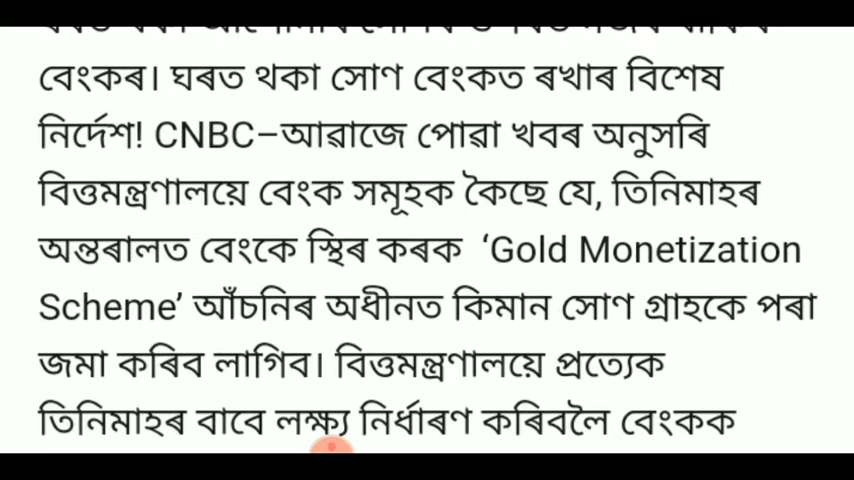 বেংকৰ। ঘৰত থকা সোণ বেংকত ৰখাৰ বিশেষ
নিৰ্দেশ! CNBC–আৱাজে পোৱা খবৰ অনুসৰি
বিত্তমন্ত্ৰণালয়ে বেংক সমূহক কৈছে যে, তিনিমাহৰ
অন্তৰালত বেংকে স্থিৰ কৰক ‘Gold Monetization
Scheme’ আঁচনিৰ অধীনত কিমান সোণ গ্ৰাহকে পৰা
জমা কৰিব লাগিব। বিত্তমন্ত্ৰণালয়ে প্ৰত্যেক
তিনিমাহৰ বাবে লক্ষ্য নিৰ্ধাৰণ কৰিবলৈ বেংকক